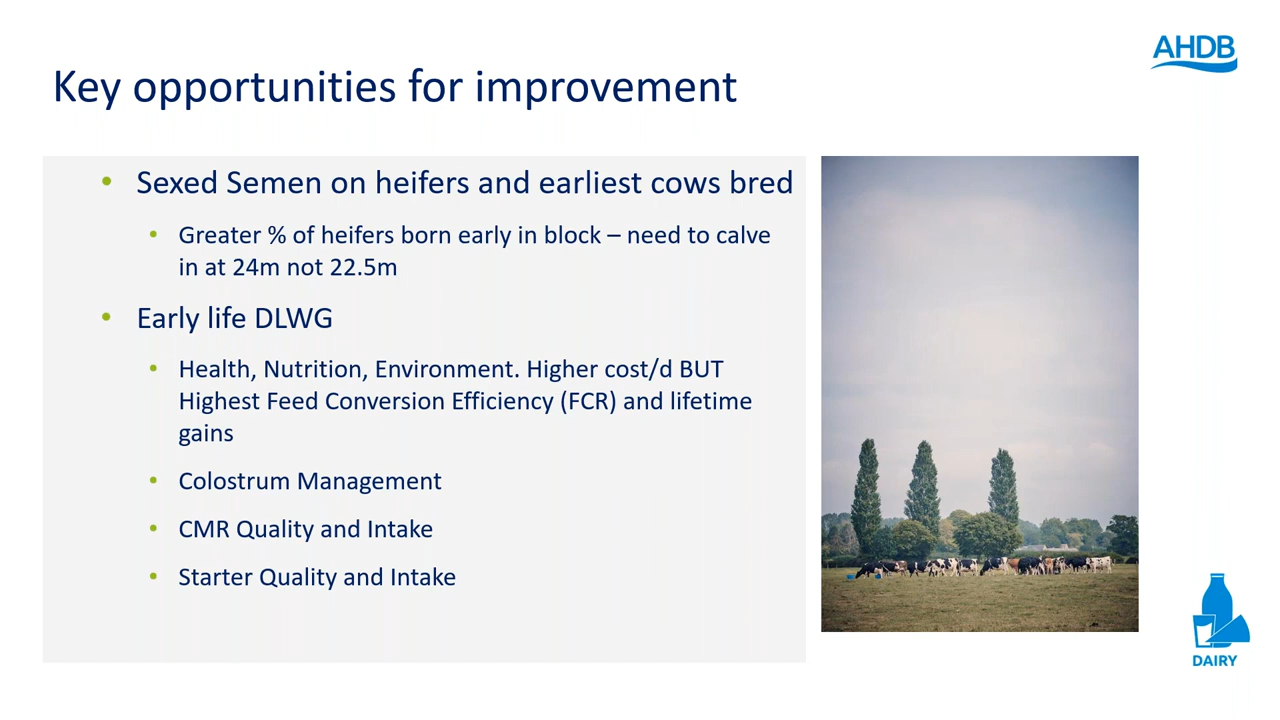 AHDB
Key opportunities for improvement
• Sexed Semen on heifers and earliest cows bred
• Greater % of heifers born early in block – need to calve
in at 24m not 22.5m
• Early life DLWG
• Health, Nutrition, Environment. Higher cost/d BUT
Highest Feed Conversion Efficiency (FCR) and lifetime
gains
• Colostrum Management
• CMR Quality and Intake
• Starter Quality and Intake
DAIRY